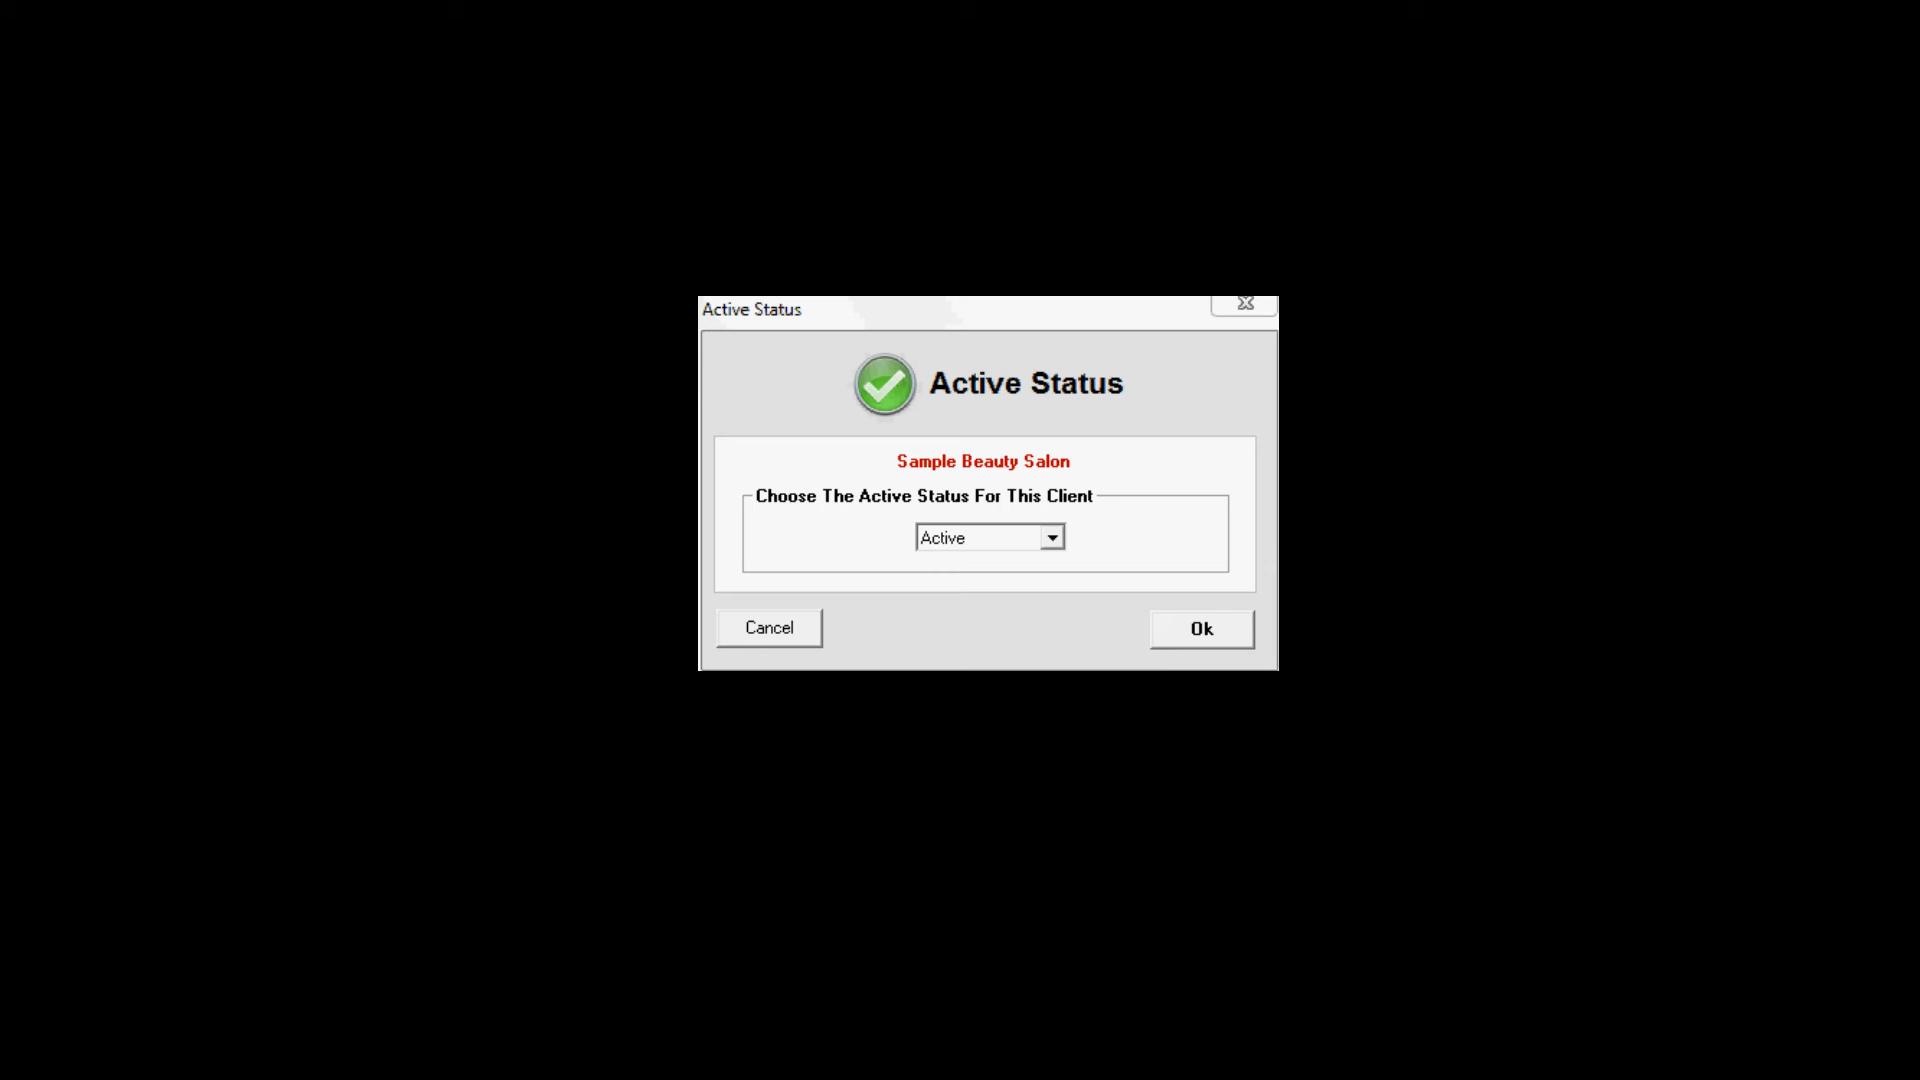 Active Status
Active Status
Sample Beauty Salon
Choose The Active Status For This Client
Active
Cancel
Ok